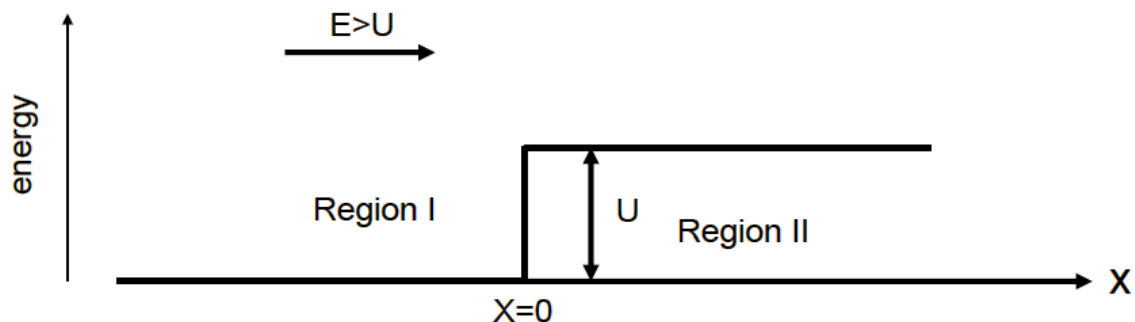 E>U
energy
Region I
U
Region II
X
X=0